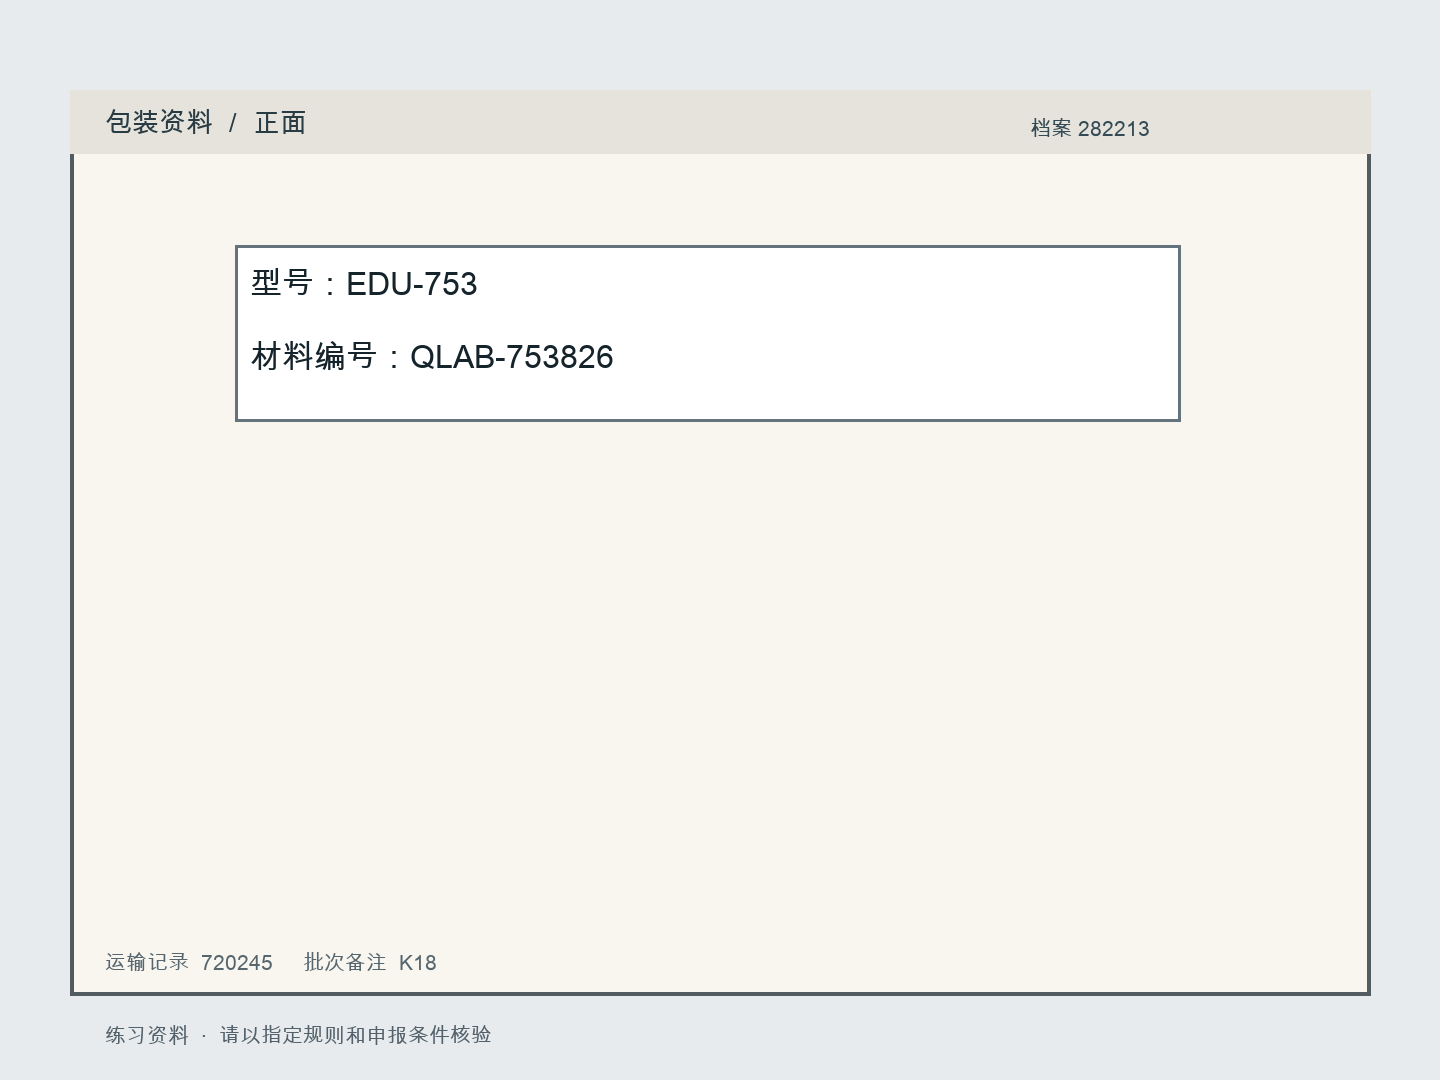 包装资料 / 正面
档案 282213
型号：EDU-753
材料编号：QLAB-753826
运输记录 720245 批次备注 K18
练习资料 · 请以指定规则和申报条件核验